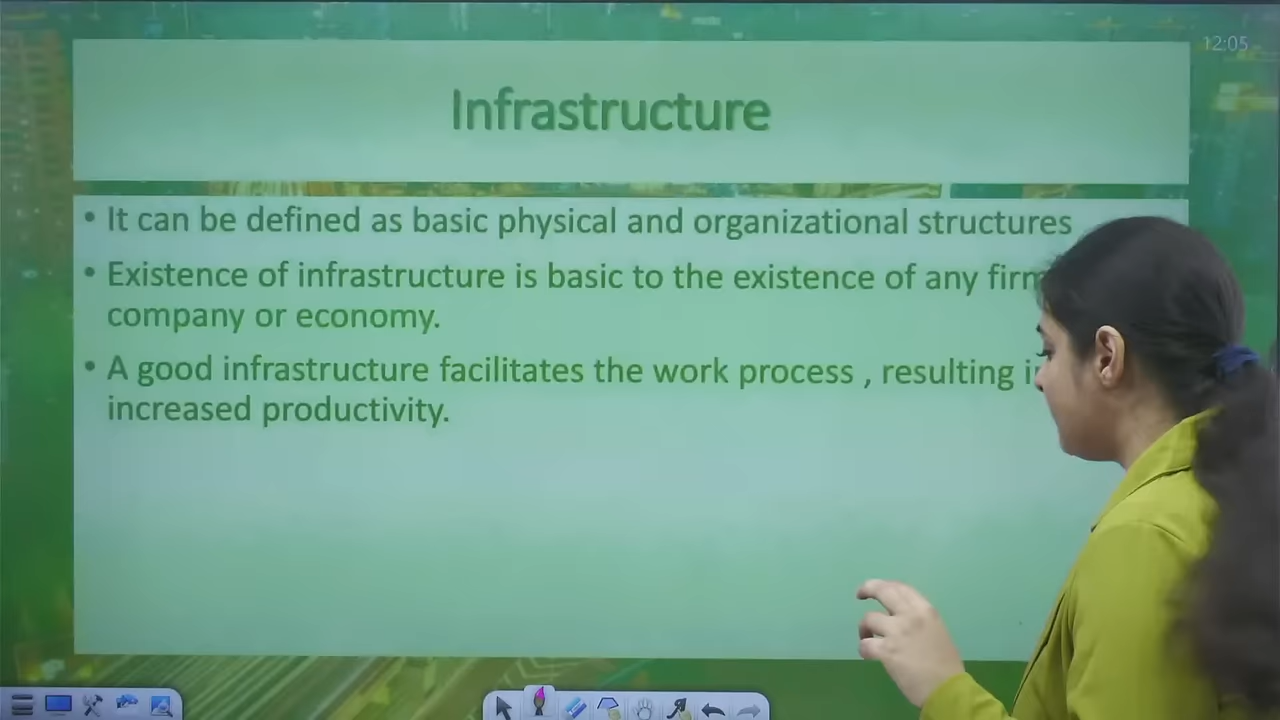 12:05
Infrastructure
• It can be defined as basic physical and organizational structures
• Existence of infrastructure is basic to the existence of any firm
company or economy.
• A good infrastructure facilitates the work process , resulting
increased productivity.